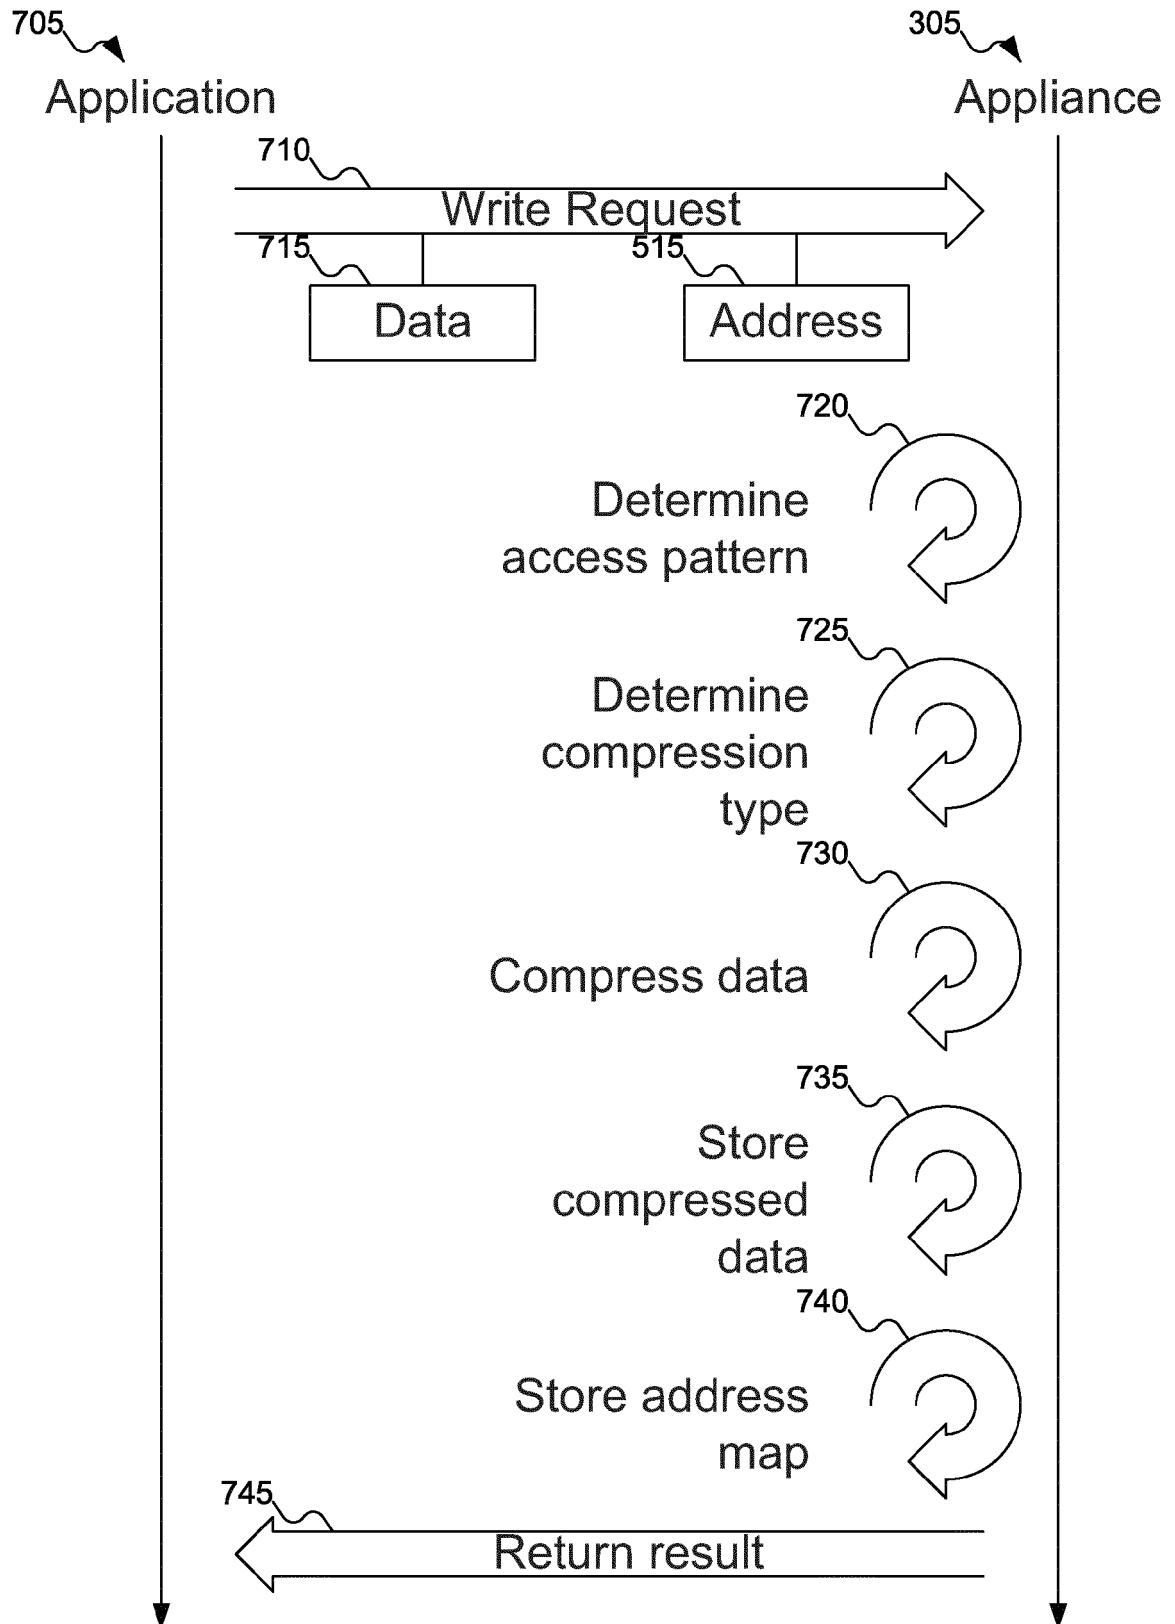 705
305
Application
Appliance
710
Write Request
715
515
Data
Address
720
Determine
access pattern
725
Determine
compression
type
730
Compress data
735
Store
compressed
data
740
Store address
map
745
Return result